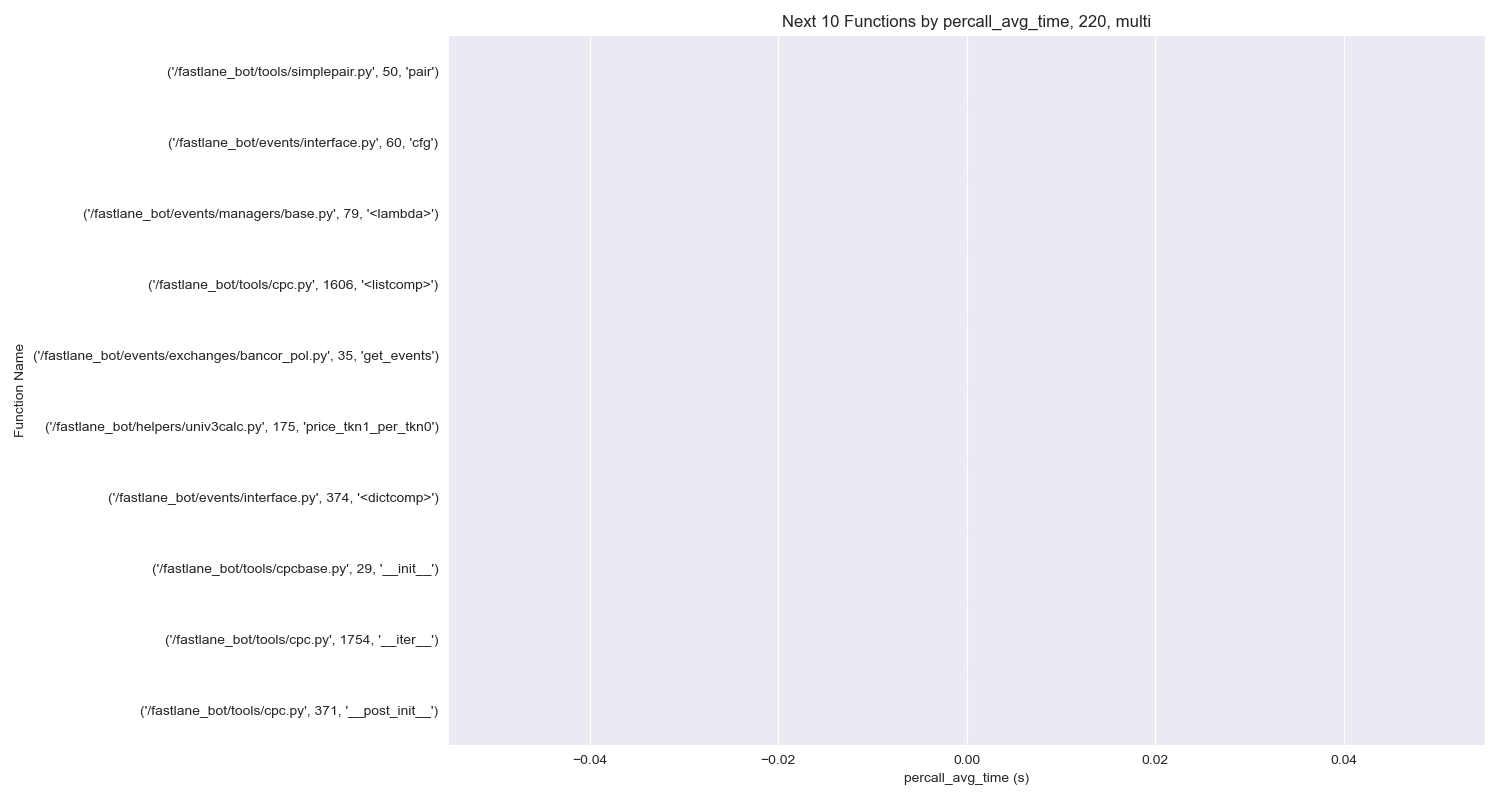 Next 10 Functions by percall_avg_time, 220, multi
Function Name
('/fastlane_bot/tools/simplepair.py', 50, 'pair')
('/fastlane_bot/events/interface.py', 60, 'cfg')
('/fastlane_bot/events/managers/base.py', 79, '<lambda>')
('/fastlane_bot/tools/cpc.py', 1606, '<listcomp>')
('/fastlane_bot/events/exchanges/bancor_pol.py', 35, 'get_events')
('/fastlane_bot/helpers/univ3calc.py', 175, 'price_tkn1_per_tkn0')
('/fastlane_bot/events/interface.py', 374, '<dictcomp>')
('/fastlane_bot/tools/cpcbase.py', 29, '__init__')
('/fastlane_bot/tools/cpc.py', 1754, '__iter__')
('/fastlane_bot/tools/cpc.py', 371, '__post_init__')
−0.04 −0.02 0.00 0.02 0.04
percall_avg_time (s)